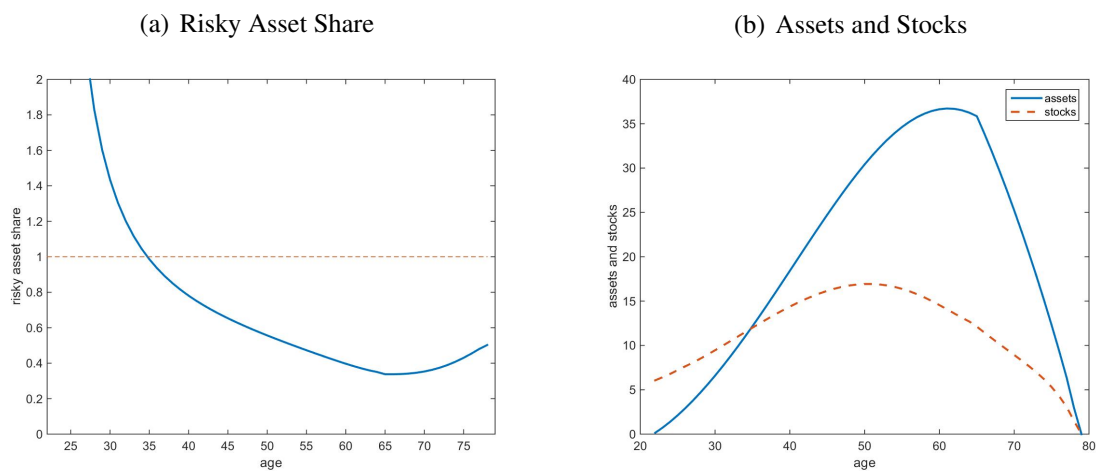 (a) Risky Asset Share
2
1.8
1.6
1.4
1.2
1
0.8
0.6
0.4
0.2
0
risky asset share
25 30 35 40 45 50 55 60 65 70 75
age
(b) Assets and Stocks
40
35
30
25
20
15
10
5
0
assets and stocks
assets
stocks
20 30 40 50 60 70 80
age